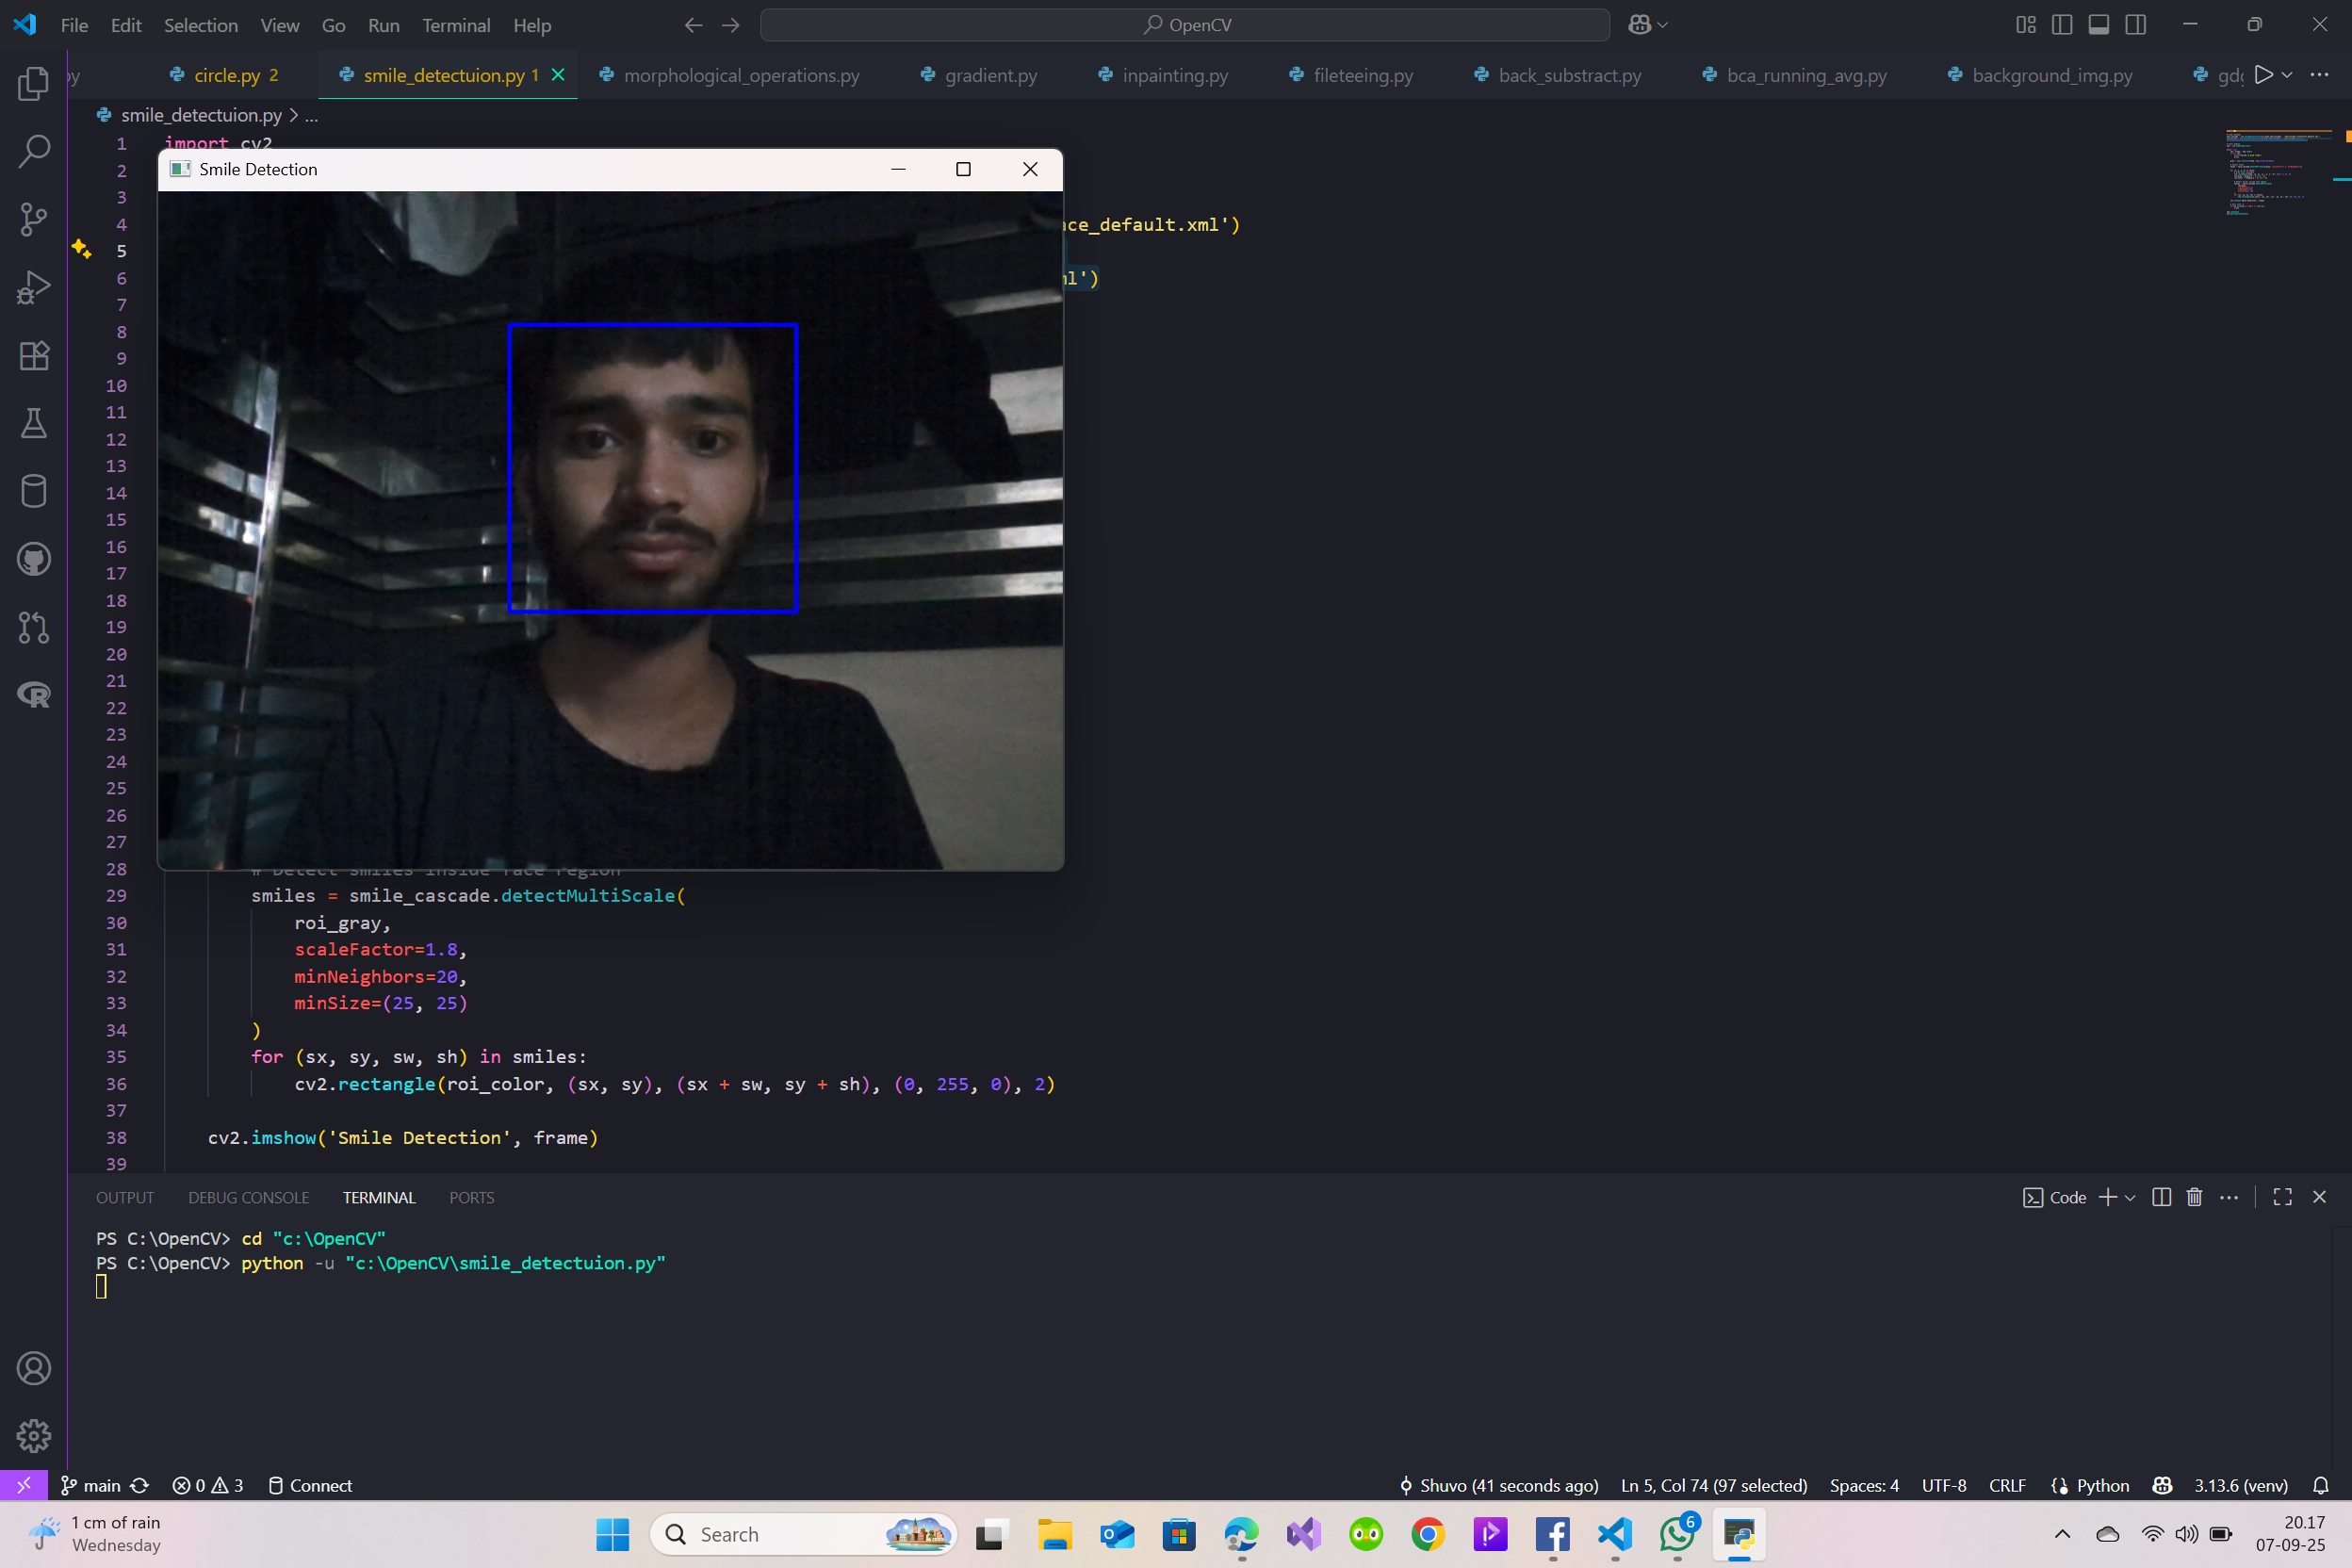 File Edit Selection View Go Run Terminal Help
OpenCV
circle.py 2 smile_detectuion.py 1 morphological_operations.py gradient.py inpainting.py fileteeing.py back_substract.py bca_running_avg.py background_img.py
smile_detectuion.py > ...
1 import cv2
Smile Detection
2
3
4 ace_default.xml')
5
6 ml')
7
8
9
10
11
12
13
14
15
16
17
18
19
20
21
22
23
24
25
26
27
28 # Detect smiles inside face region
29 smiles = smile_cascade.detectMultiScale(
30 roi_gray,
31 scaleFactor=1.8,
32 minNeighbors=20,
33 minSize=(25, 25)
34 )
35 for (sx, sy, sw, sh) in smiles:
36 cv2.rectangle(roi_color, (sx, sy), (sx + sw, sy + sh), (0, 255, 0), 2)
37
38 cv2.imshow('Smile Detection', frame)
39
OUTPUT DEBUG CONSOLE TERMINAL PORTS
Code
PS C:\OpenCV> cd "c:\OpenCV"
PS C:\OpenCV> python -u "c:\OpenCV\smile_detectuion.py"
main 0 3 Connect
Shuvo (41 seconds ago) Ln 5, Col 74 (97 selected) Spaces: 4 UTF-8 CRLF {} Python 3.13.6 (venv)
1 cm of rain
Wednesday
Search
6
20.17
07-09-25